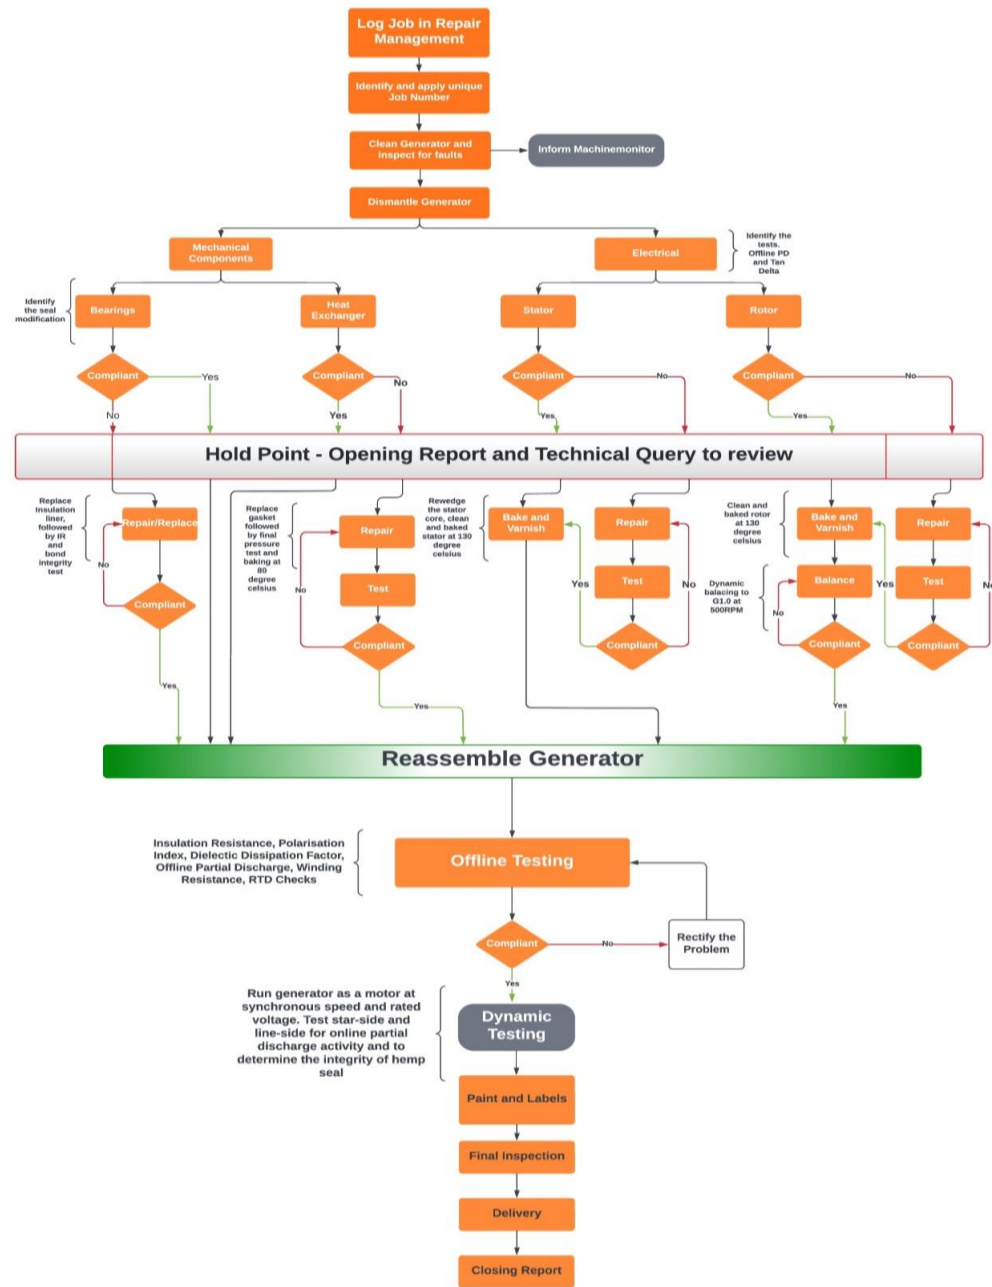 Log Job in Repair
Management
Identify and apply unique
Job Number
Clean Generator and
inspect for faults
Inform Machinemonitor
Dismantle Generator
Mechanical
Components
Electrical
Identify the
tests.
Offline PD
and Tan
Delta
Identify
the seal
modification
Bearings
Heat
Exchanger
Stator
Rotor
Compliant
Yes
No
Compliant
No
Yes
Compliant
No
Yes
Compliant
No
Yes
Hold Point - Opening Report and Technical Query to review
Replace
Insulation
liner,
followed
by IR
and
bond
integrity
test
Repair/Replace
No
Compliant
Yes
Replace
gasket
followed
by final
pressure
test and
baking at
80
degree
celsius
Repair
Test
No
Compliant
Yes
Rewedge
the stator
core, clean
and baked
stator at 130
degree
celsius
Bake and
Varnish
Repair
Test
Yes
No
Compliant
Clean and
baked rotor
at 130
degree
celsius
Bake and
Varnish
Dynamic
balacing to
G1.0 at
500RPM
Balance
No
Compliant
Yes
Repair
Test
Yes
No
Compliant
Reassemble Generator
Insulation Resistance, Polarisation
Index, Dielectic Dissipation Factor,
Offline Partial Discharge, Winding
Resistance, RTD Checks
Offline Testing
Compliant
No
Rectify the
Problem
Yes
Run generator as a motor at
synchronous speed and rated
voltage. Test star-side and
line-side for online partial
discharge activity and to
determine the integrity of hemp
seal
Dynamic
Testing
Paint and Labels
Final Inspection
Delivery
Closing Report